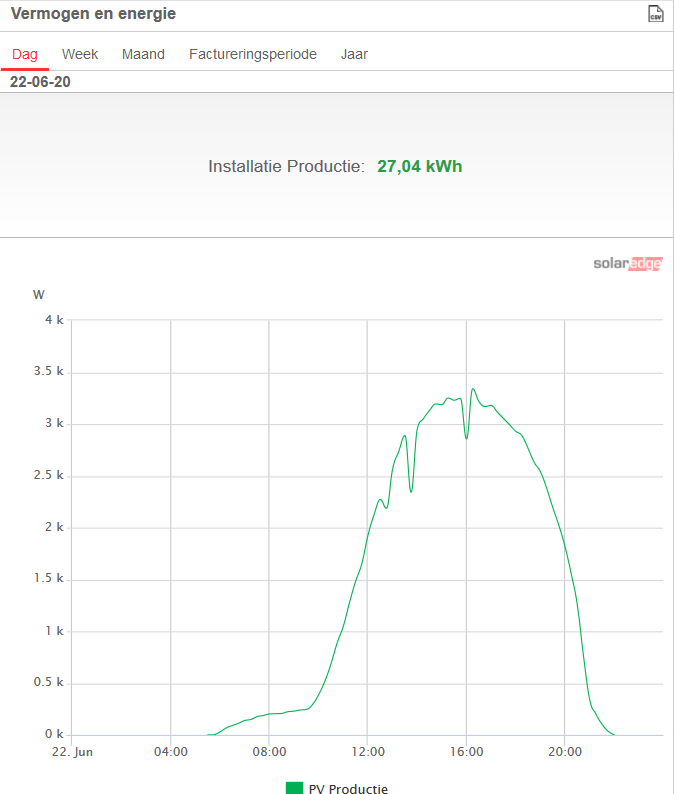 Vermogen en energie
CSV
Dag Week Maand Factureringsperiode Jaar
22-06-20
Installatie Productie: 27,04 kWh
solaredge
W
4 k
3.5 k
3 k
2.5 k
2 k
1.5 k
1 k
0.5 k
0 k
22. Jun 04:00 08:00 12:00 16:00 20:00
PV Productie